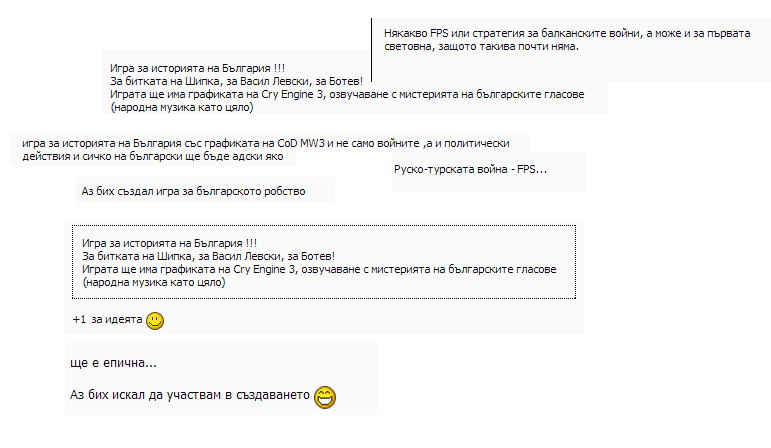 Някакво FPS или стратегия за балканските войни, а може и за първата
световна, защото такива почти няма.
Игра за историята на България !!!
За битката на Шипка, за Васил Левски, за Ботев!
Играта ще има графиката на Cry Engine 3, озвучаване с мистерията на българските гласове
(народна музика като цяло)
игра за историята на България със графиката на CoD MW3 и не само войните ,а и политически
действия и сичко на български ще бъде адски яко
Руско-турската война - FPS...
Аз бих създал игра за българското робство
Игра за историята на България !!!
За битката на Шипка, за Васил Левски, за Ботев!
Играта ще има графиката на Cry Engine 3, озвучаване с мистерията на българските гласове
(народна музика като цяло)
+1 за идеята
ще е епична...
Аз бих искал да участвам в създаването